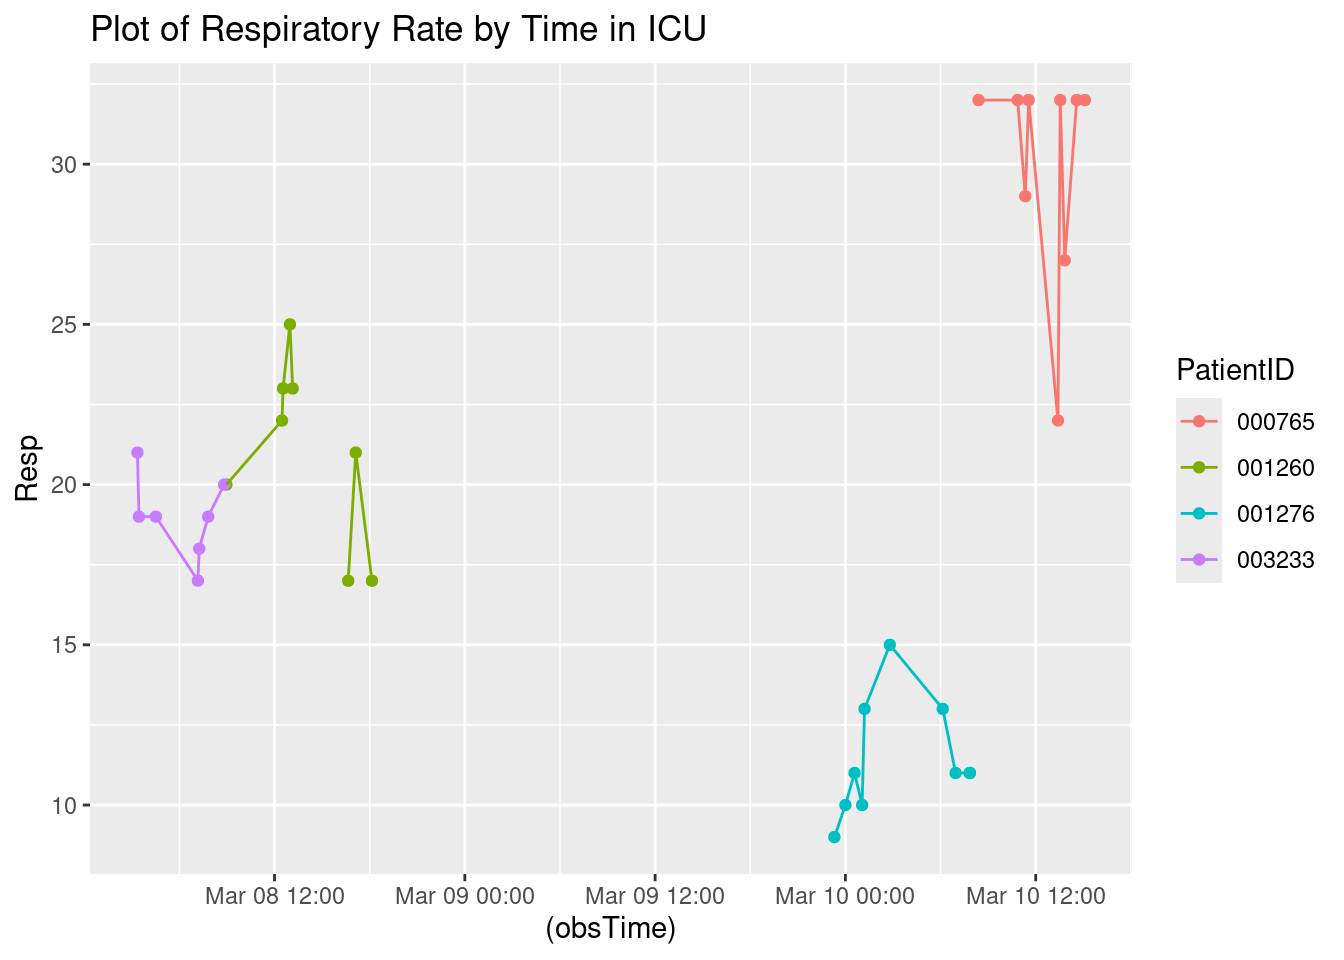 Plot of Respiratory Rate by Time in ICU
30
25
20
15
10
Resp
Mar 08 12:00 Mar 09 00:00 Mar 09 12:00 Mar 10 00:00 Mar 10 12:00
(obsTime)
PatientID
000765
001260
001276
003233